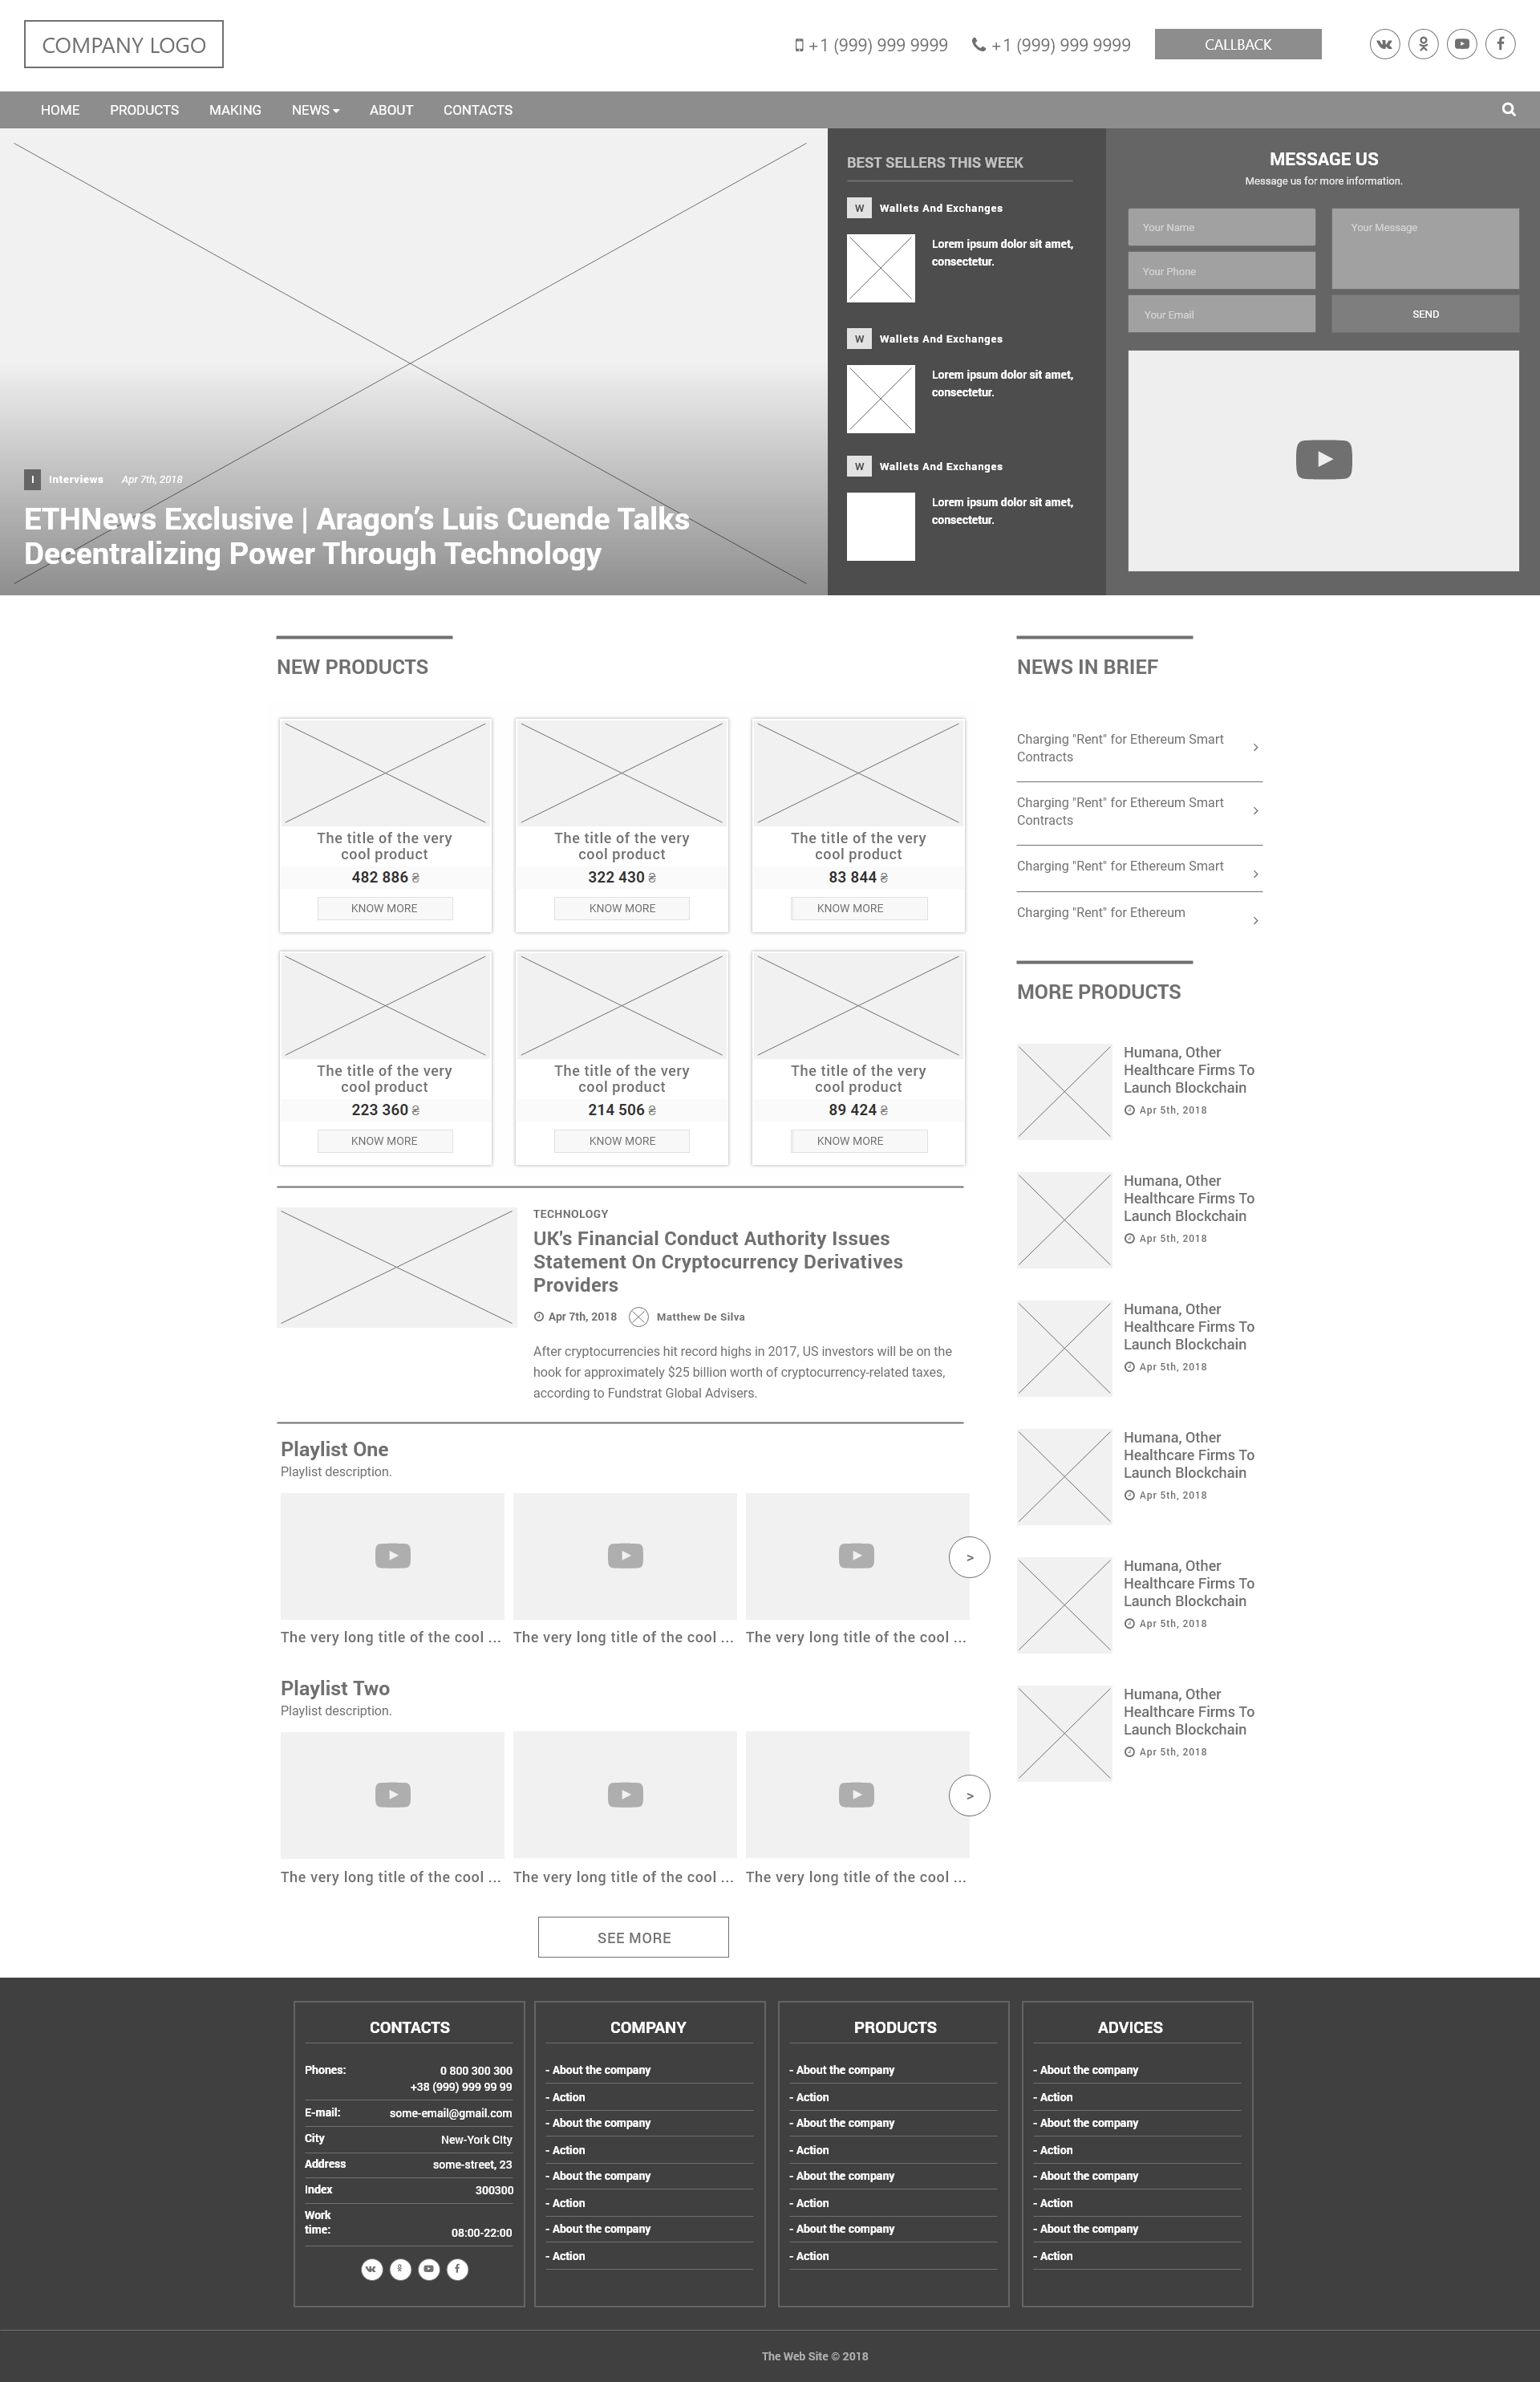 COMPANY LOGO
+1 (999) 999 9999
+1 (999) 999 9999
CALLBACK
HOME PRODUCTS MAKING NEWS ABOUT CONTACTS
I Interviews Apr 7th, 2018
ETHNews Exclusive | Aragon’s Luis Cuende Talks
Decentralizing Power Through Technology
BEST SELLERS THIS WEEK
W Wallets And Exchanges
Lorem ipsum dolor sit amet,
consectetur.
W Wallets And Exchanges
Lorem ipsum dolor sit amet,
consectetur.
W Wallets And Exchanges
Lorem ipsum dolor sit amet,
consectetur.
MESSAGE US
Message us for more information.
Your Name
Your Phone
Your Email
Your Message
SEND
NEW PRODUCTS
The title of the very
cool product
482 886 ₴
KNOW MORE
The title of the very
cool product
322 430 ₴
KNOW MORE
The title of the very
cool product
83 844 ₴
KNOW MORE
The title of the very
cool product
223 360 ₴
KNOW MORE
The title of the very
cool product
214 506 ₴
KNOW MORE
The title of the very
cool product
89 424 ₴
KNOW MORE
TECHNOLOGY
UK's Financial Conduct Authority Issues
Statement On Cryptocurrency Derivatives
Providers
Apr 7th, 2018 Matthew De Silva
After cryptocurrencies hit record highs in 2017, US investors will be on the
hook for approximately $25 billion worth of cryptocurrency-related taxes,
according to Fundstrat Global Advisers.
Playlist One
Playlist description.
>
The very long title of the cool ...
The very long title of the cool ...
The very long title of the cool ...
Playlist Two
Playlist description.
>
The very long title of the cool ...
The very long title of the cool ...
The very long title of the cool ...
SEE MORE
NEWS IN BRIEF
Charging "Rent" for Ethereum Smart
Contracts
Charging "Rent" for Ethereum Smart
Contracts
Charging "Rent" for Ethereum Smart
Charging "Rent" for Ethereum
MORE PRODUCTS
Humana, Other
Healthcare Firms To
Launch Blockchain
Apr 5th, 2018
Humana, Other
Healthcare Firms To
Launch Blockchain
Apr 5th, 2018
Humana, Other
Healthcare Firms To
Launch Blockchain
Apr 5th, 2018
Humana, Other
Healthcare Firms To
Launch Blockchain
Apr 5th, 2018
Humana, Other
Healthcare Firms To
Launch Blockchain
Apr 5th, 2018
Humana, Other
Healthcare Firms To
Launch Blockchain
Apr 5th, 2018
CONTACTS
Phones: 0 800 300 300
+38 (999) 999 99 99
E-mail: some-email@gmail.com
City New-York CIty
Address some-street, 23
Index 300300
Work
time: 08:00-22:00
COMPANY
- About the company
- Action
- About the company
- Action
- About the company
- Action
- About the company
- Action
PRODUCTS
- About the company
- Action
- About the company
- Action
- About the company
- Action
- About the company
- Action
ADVICES
- About the company
- Action
- About the company
- Action
- About the company
- Action
- About the company
- Action
The Web Site © 2018